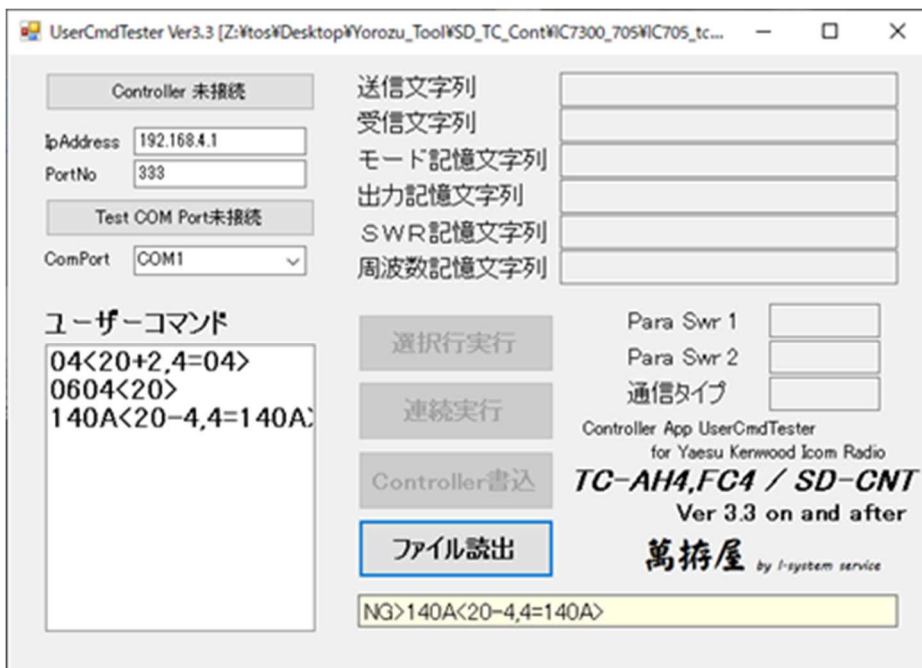 UserCmdTester Ver3.3 [Z:¥tos¥Desktop¥Yorozu_Tool¥SD_TC_Cont¥IC7300_705¥IC705_tc...
Controller 未接続
IpAddress 192.168.4.1
PortNo 333
Test COM Port未接続
ComPort COM1
ユーザーコマンド
04<20+2,4=04>
0604<20>
140A<20-4,4=140A>
送信文字列
受信文字列
モード記憶文字列
出力記憶文字列
SWR記憶文字列
周波数記憶文字列
選択行実行
連続実行
Controller書込
ファイル読出
Para Swr 1
Para Swr 2
通信タイプ
Controller App UserCmdTester
for Yaesu Kenwood Icom Radio
TC-AH4,FC4 / SD-CNT
Ver 3.3 on and after
萬拵屋 by I-system service
NG>140A<20-4,4=140A>